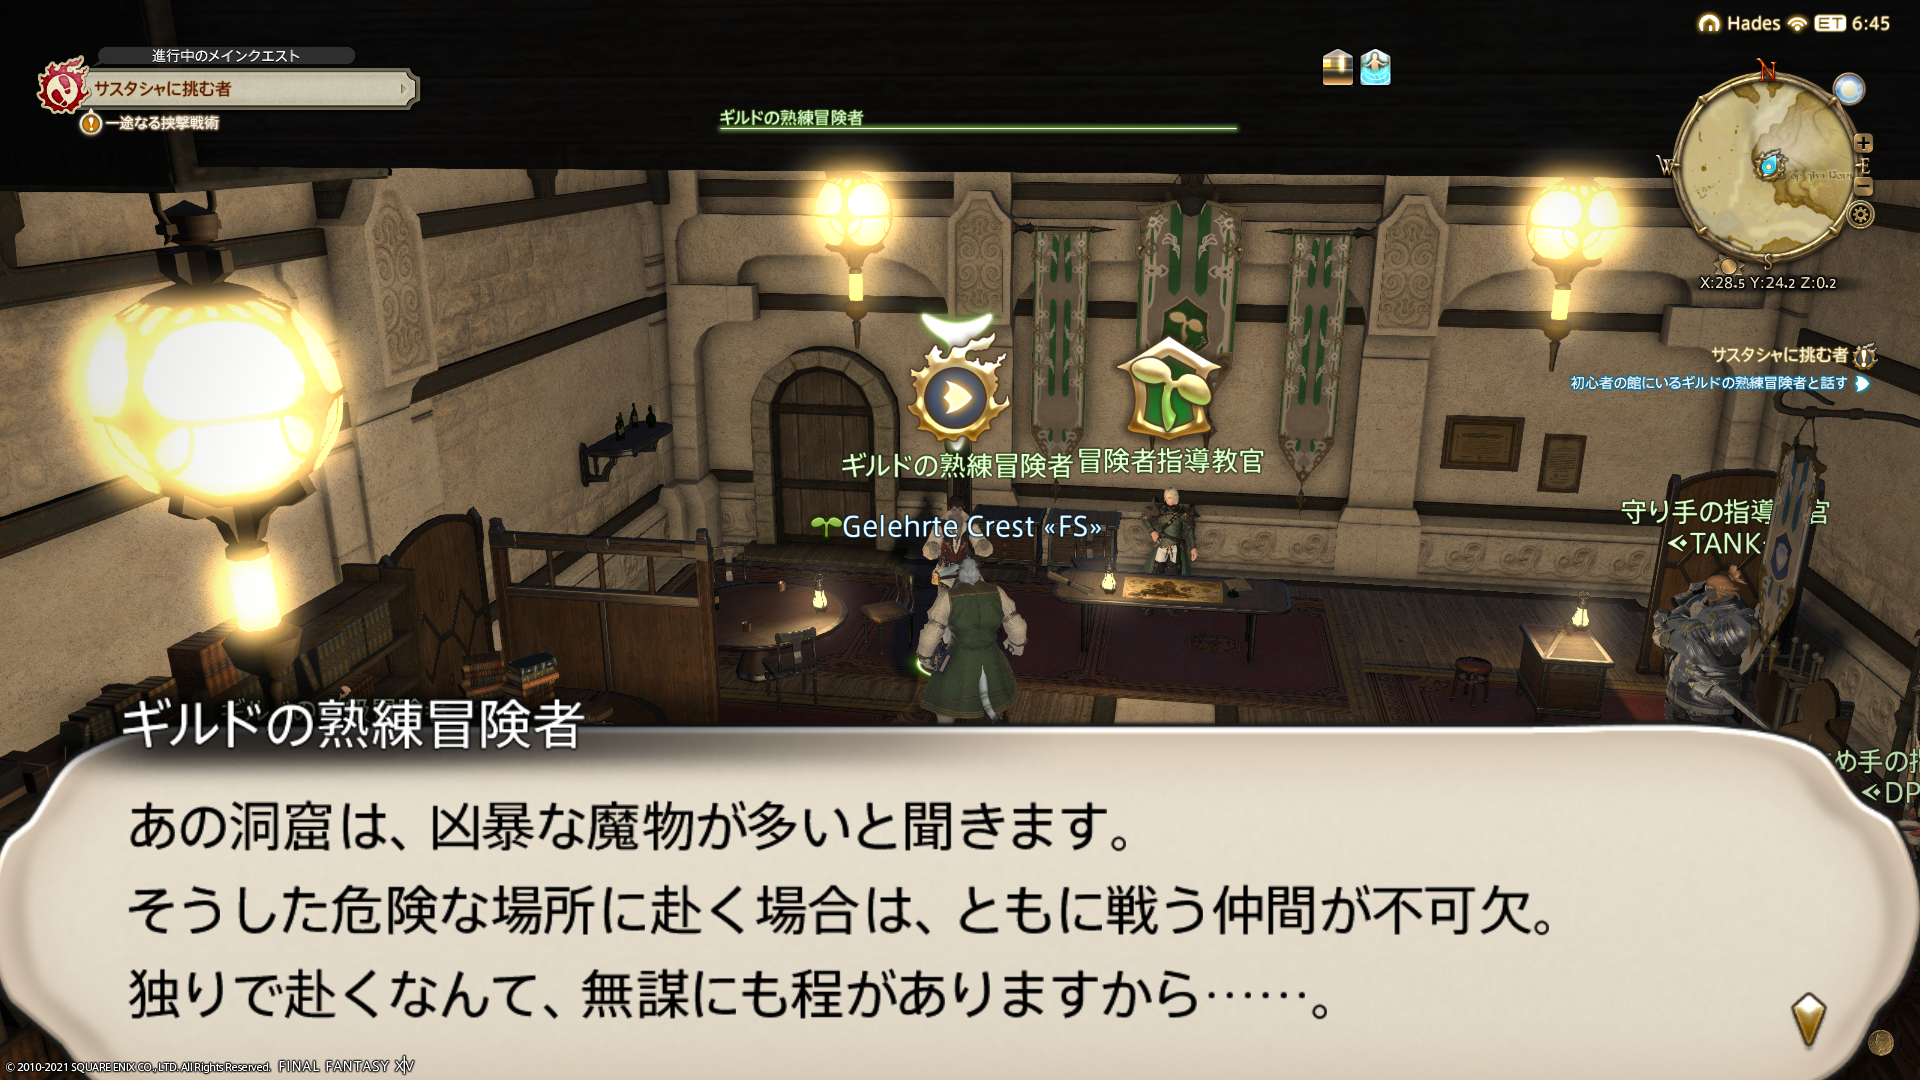 Hades ET 6:45
進行中のメインクエスト
サスタシャに挑む者
一途なる挟撃戦術
ギルドの熟練冒険者
N
W
E
S
X:28.5 Y:24.2 Z:0.2
サスタシャに挑む者
初心者の館にいるギルドの熟練冒険者と話す
ギルドの熟練冒険者
冒険者指導教官
Gelehrte Crest «FS»
守り手の指導
官
TANK
ギルドの熟練冒険者
め手の指
DP
あの洞窟は、凶暴な魔物が多いと聞きます。
そうした危険な場所に赴く場合は、ともに戦う仲間が不可欠。
独りで赴くなんて、無謀にも程がありますから……。
© 2010-2021 SQUARE ENIX CO., LTD. All Rights Reserved. FINAL FANTASY XIV